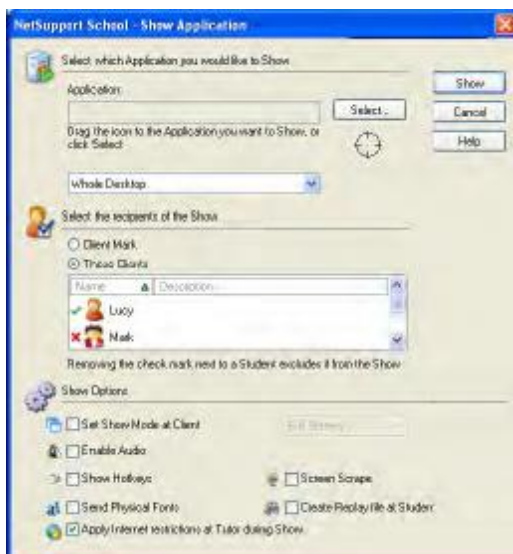 NetSupport School - Show Application
Select which Application you would like to Show
Application:
Show
Select...
Cancel
Drag the icon to the Application you want to Show, or
click Select
Help
Whole Desktop
Select the recipients of the Show
Client Mark
These Clients
Name Description
Lucy
Mark
Removing the check mark next to a Student excludes it from the Show
Show Options
Set Show Mode at Client
Enable Audio
Show Hotkeys
Screen Scrape
Send Physical Fonts
Create Replay file at Student
Apply Internet restrictions at Tutor during Show